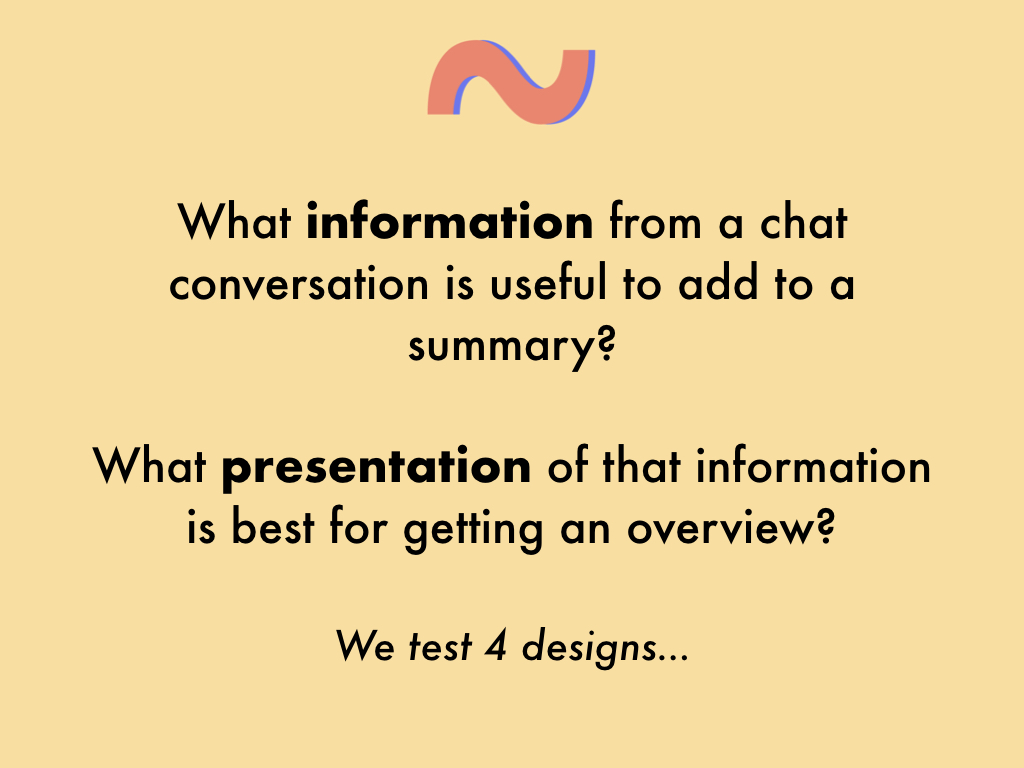 What information from a chat
conversation is useful to add to a
summary?
What presentation of that information
is best for getting an overview?
We test 4 designs...